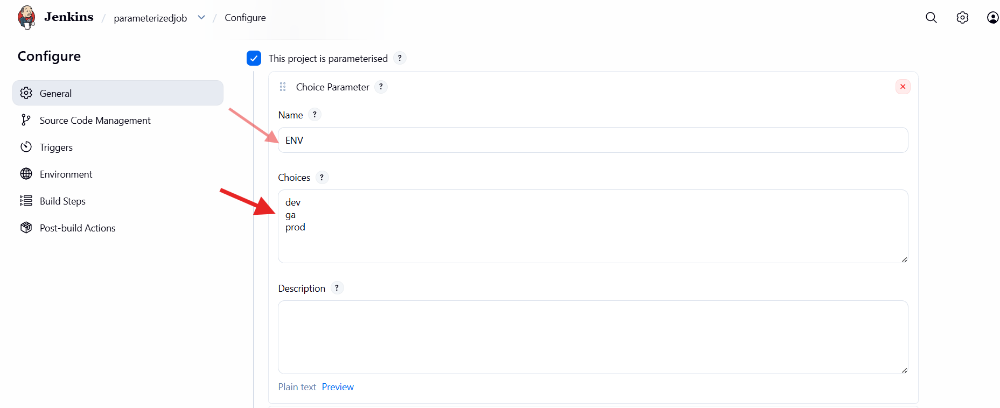 Jenkins / parameterizedjob / Configure
Configure
General
Source Code Management
Triggers
Environment
Build Steps
Post-build Actions
This project is parameterised ?
Choice Parameter ?
Name ?
ENV
Choices ?
dev
ga
prod
Description ?
Plain text Preview